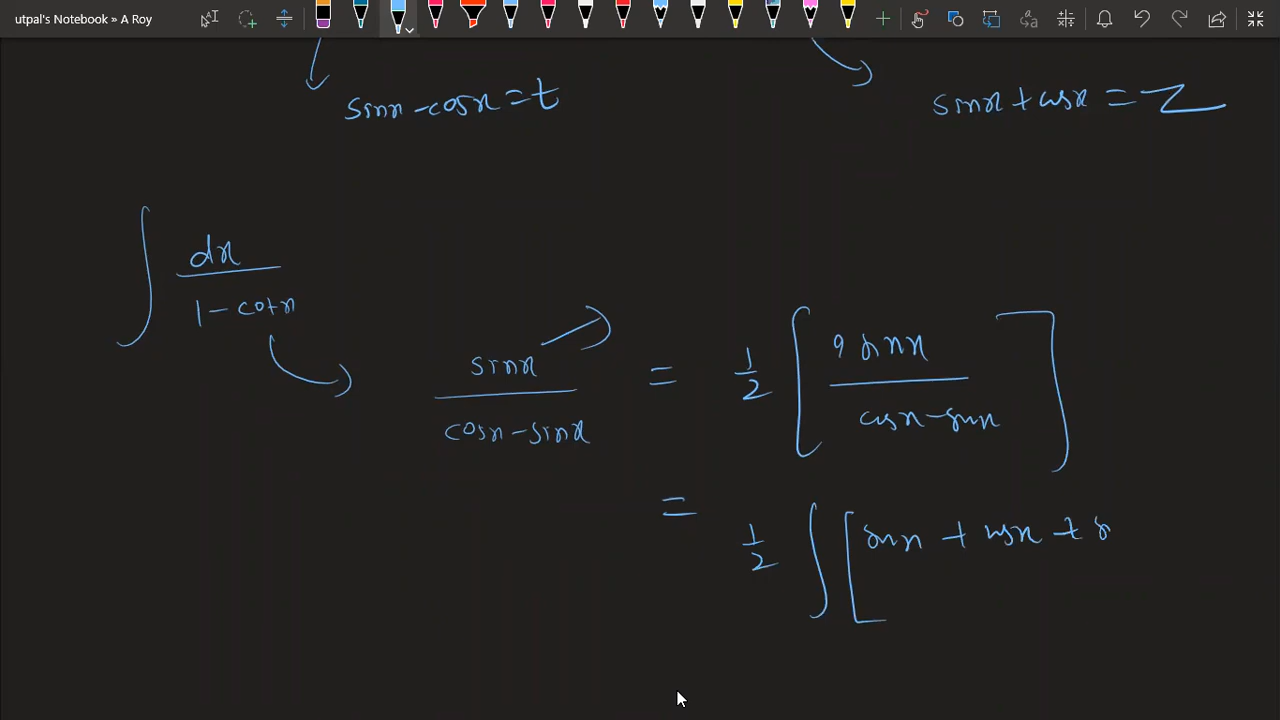 utpal's Notebook » A Roy
sinx - cosx = t
sinx + cosx = Z
∫ dx / (1 - cotx)
sinx / (cosx - sinx) = 1/2 [ 2 sinx / (cosx - sinx) ]
= 1/2 ∫ [ sinx + cosx + s